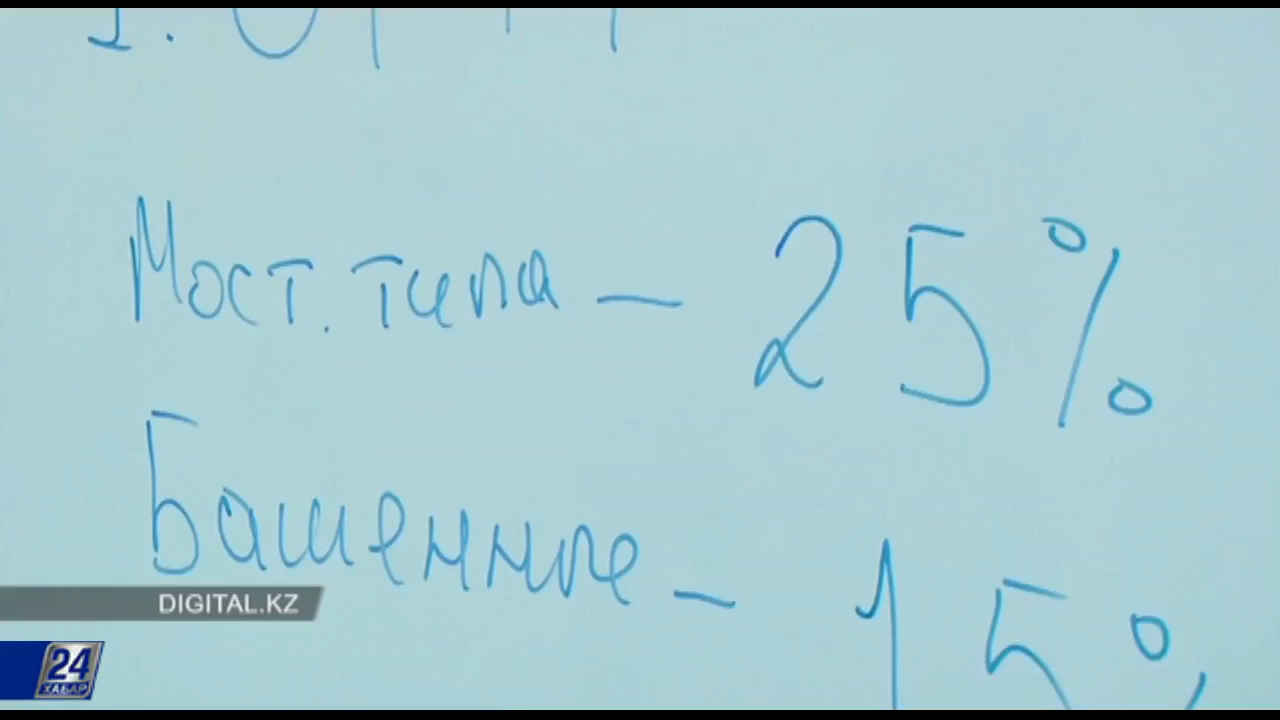 Мост. типа – 25%
Башенные – 15%
DIGITAL.KZ
24
ХАБАР